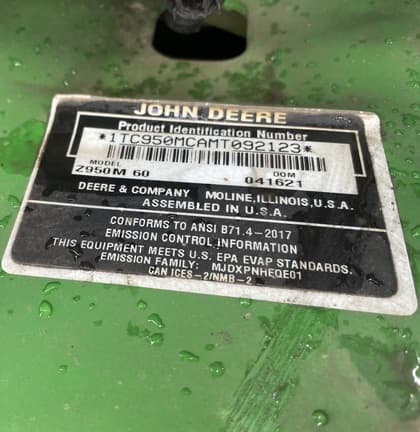 JOHN DEERE
Product Identification Number
*1TC950MCAMT092123*
MODEL DOM
Z950M 60 041621
DEERE & COMPANY MOLINE, ILLINOIS, U.S.A.
ASSEMBLED IN U.S.A.
CONFORMS TO ANSI B71.4-2017
EMISSION CONTROL INFORMATION
THIS EQUIPMENT MEETS U.S. EPA EVAP STANDARDS.
EMISSION FAMILY: MJDXPNHEQE01
CAN ICES-2/NMB-2